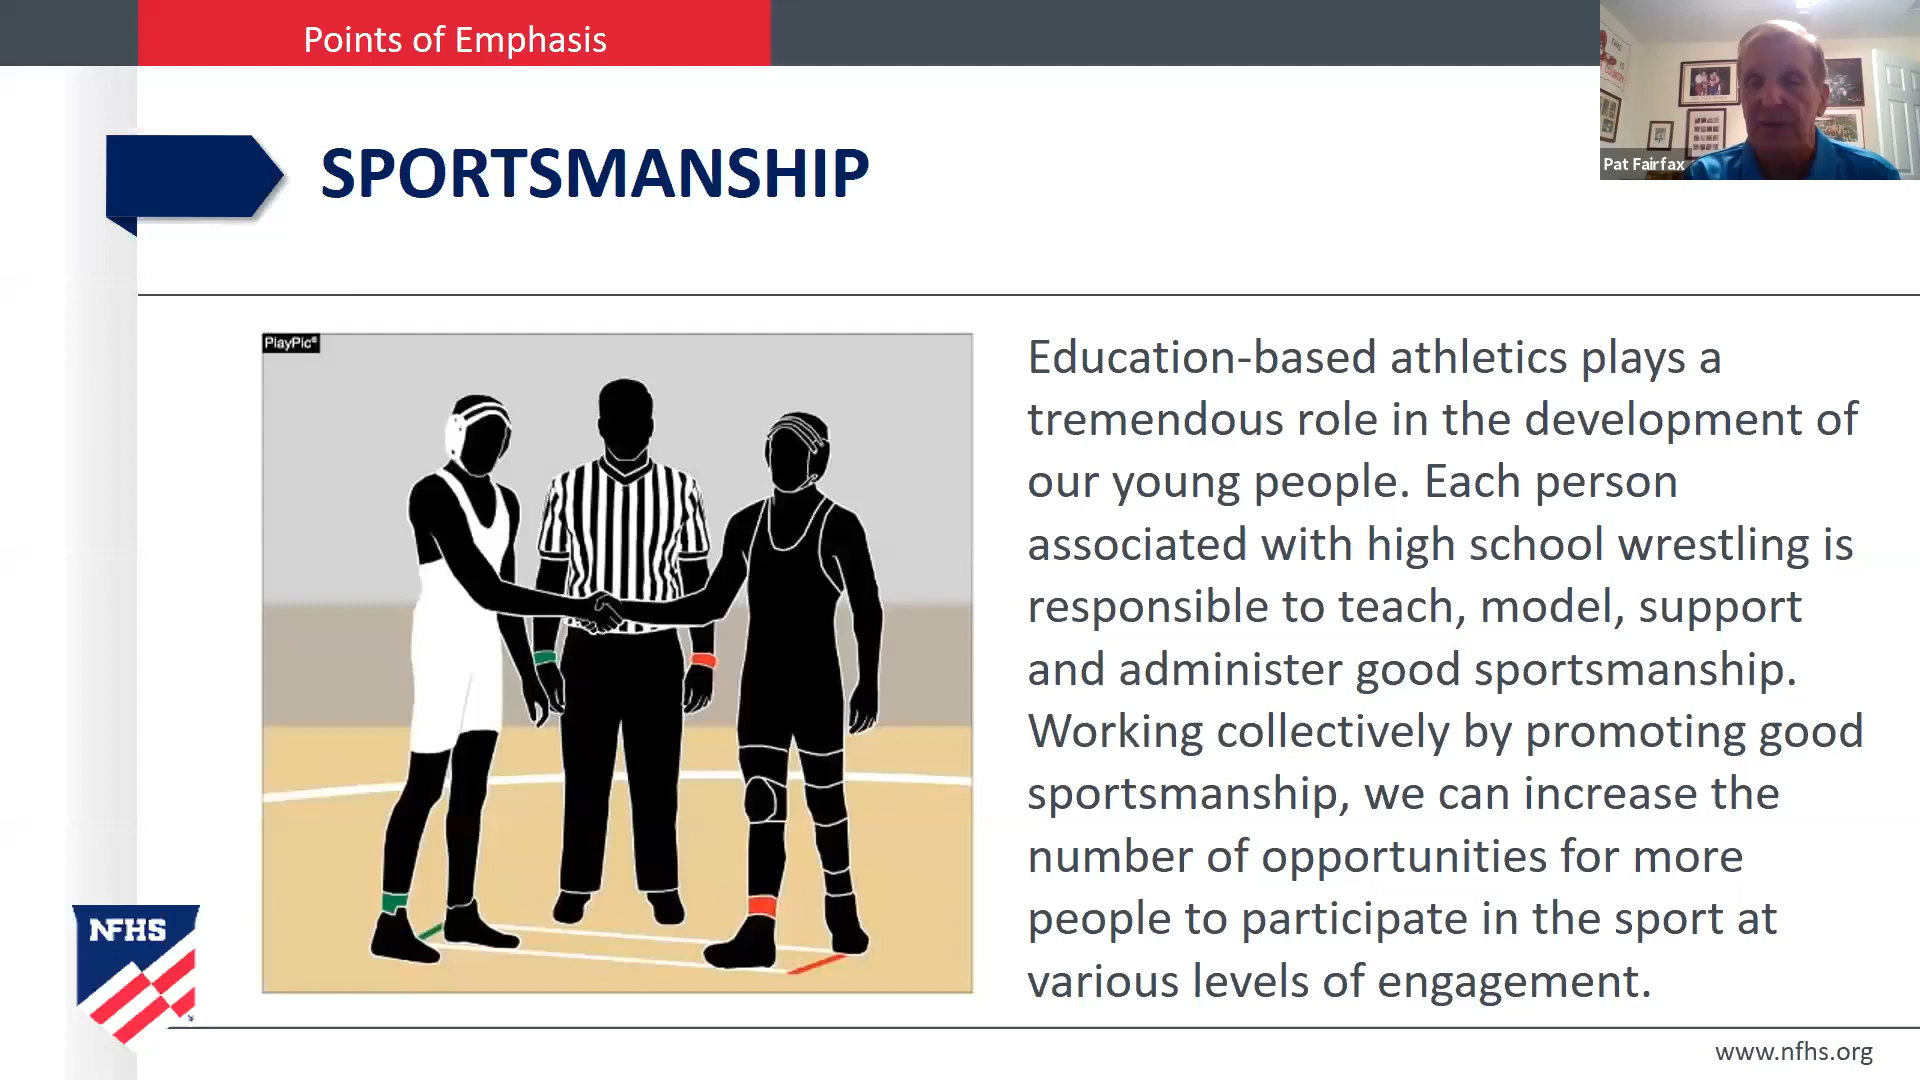 Points of Emphasis
SPORTSMANSHIP
Pat Fairfax
PlayPic®
Education-based athletics plays a
tremendous role in the development of
our young people. Each person
associated with high school wrestling is
responsible to teach, model, support
and administer good sportsmanship.
Working collectively by promoting good
sportsmanship, we can increase the
number of opportunities for more
people to participate in the sport at
various levels of engagement.
NFHS
www.nfhs.org